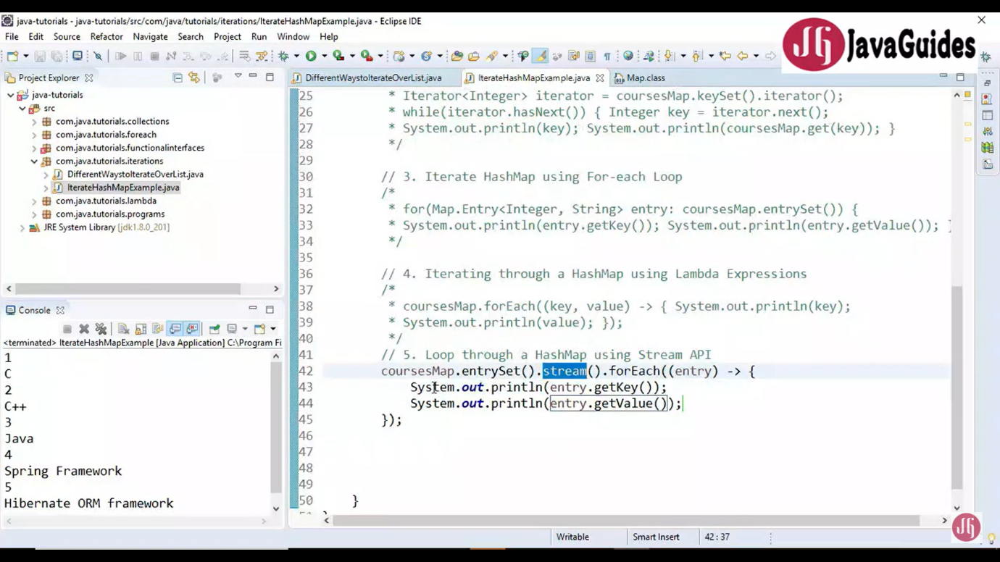 java-tutorials - java-tutorials/src/com/java/tutorials/iterations/IterateHashMapExample.java - Eclipse IDE
File Edit Source Refactor Navigate Search Project Run Window Help
JG JavaGuides
Project Explorer
java-tutorials
src
com.java.tutorials.collections
com.java.tutorials.foreach
com.java.tutorials.functionalinterfaces
com.java.tutorials.iterations
DifferentWaystoIterateOverList.java
IterateHashMapExample.java
com.java.tutorials.lambda
com.java.tutorials.programs
JRE System Library [jdk1.8.0_201]
Console
<terminated> IterateHashMapExample [Java Application] C:\Program Fi
1
C
2
C++
3
Java
4
Spring Framework
5
Hibernate ORM framework
DifferentWaystoIterateOverList.java IterateHashMapExample.java Map.class
25 * Iterator<Integer> iterator = coursesMap.keySet().iterator();
26 * while(iterator.hasNext()) { Integer key = iterator.next();
27 * System.out.println(key); System.out.println(coursesMap.get(key)); }
28 */
29
30 // 3. Iterate HashMap using For-each Loop
31 /*
32 * for(Map.Entry<Integer, String> entry: coursesMap.entrySet()) {
33 * System.out.println(entry.getKey()); System.out.println(entry.getValue()); }
34 */
35
36 // 4. Iterating through a HashMap using Lambda Expressions
37 /*
38 * coursesMap.forEach((key, value) -> { System.out.println(key);
39 * System.out.println(value); });
40 */
41 // 5. Loop through a HashMap using Stream API
42 coursesMap.entrySet().stream().forEach((entry) -> {
43 System.out.println(entry.getKey());
44 System.out.println(entry.getValue());
45 });
46
47
48
49
50 }
Writable Smart Insert 42 : 37
JG